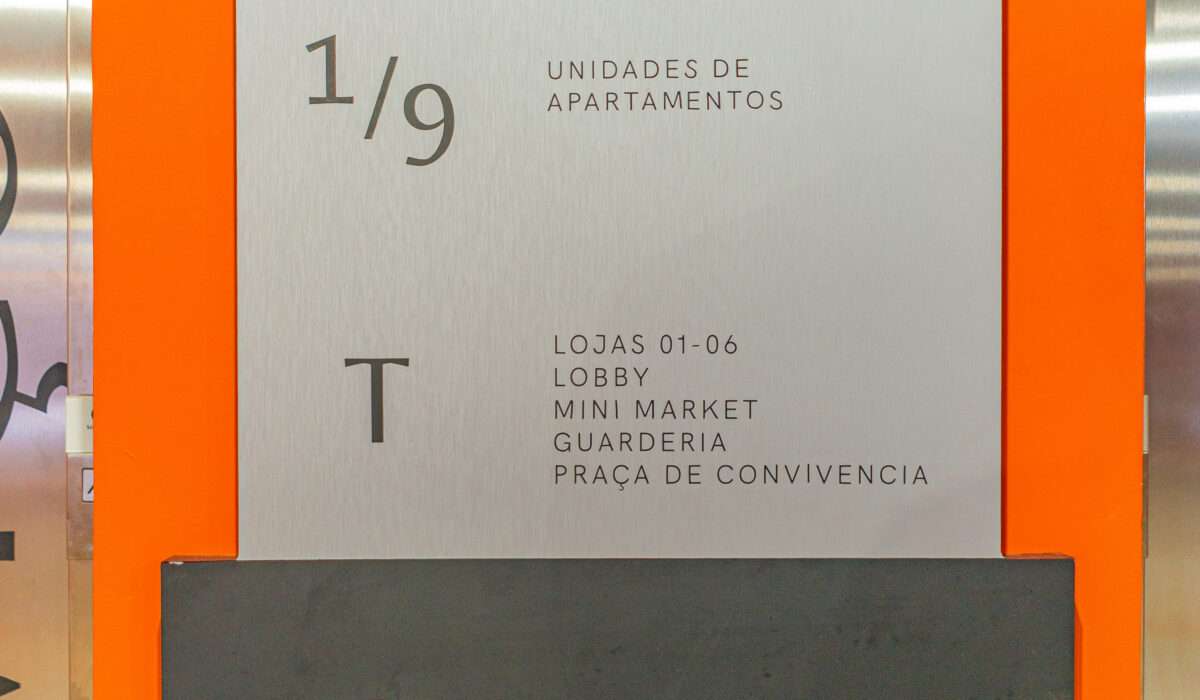 1/9
UNIDADES DE
APARTAMENTOS
T
LOJAS 01-06
LOBBY
MINI MARKET
GUARDERIA
PRAÇA DE CONVIVENCIA